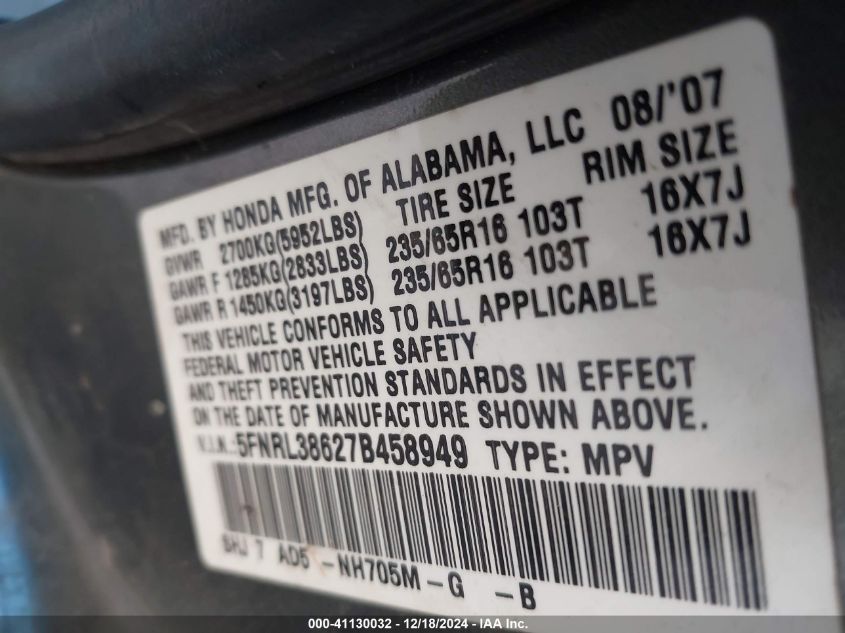 MFD. BY HONDA MFG. OF ALABAMA, LLC 08/'07
GVWR 2700KG(5952LBS) TIRE SIZE RIM SIZE
GAWR F 1285KG(2833LBS) 235/65R16 103T 16X7J
GAWR R 1450KG(3197LBS) 235/65R16 103T 16X7J
THIS VEHICLE CONFORMS TO ALL APPLICABLE
FEDERAL MOTOR VEHICLE SAFETY
AND THEFT PREVENTION STANDARDS IN EFFECT
ON THE DATE OF MANUFACTURE SHOWN ABOVE.
V.I.N.:5FNRL38627B458949 TYPE: MPV
SHJ 7 AD5 -NH705M-G -B
000-41130032 - 12/18/2024 - IAA Inc.